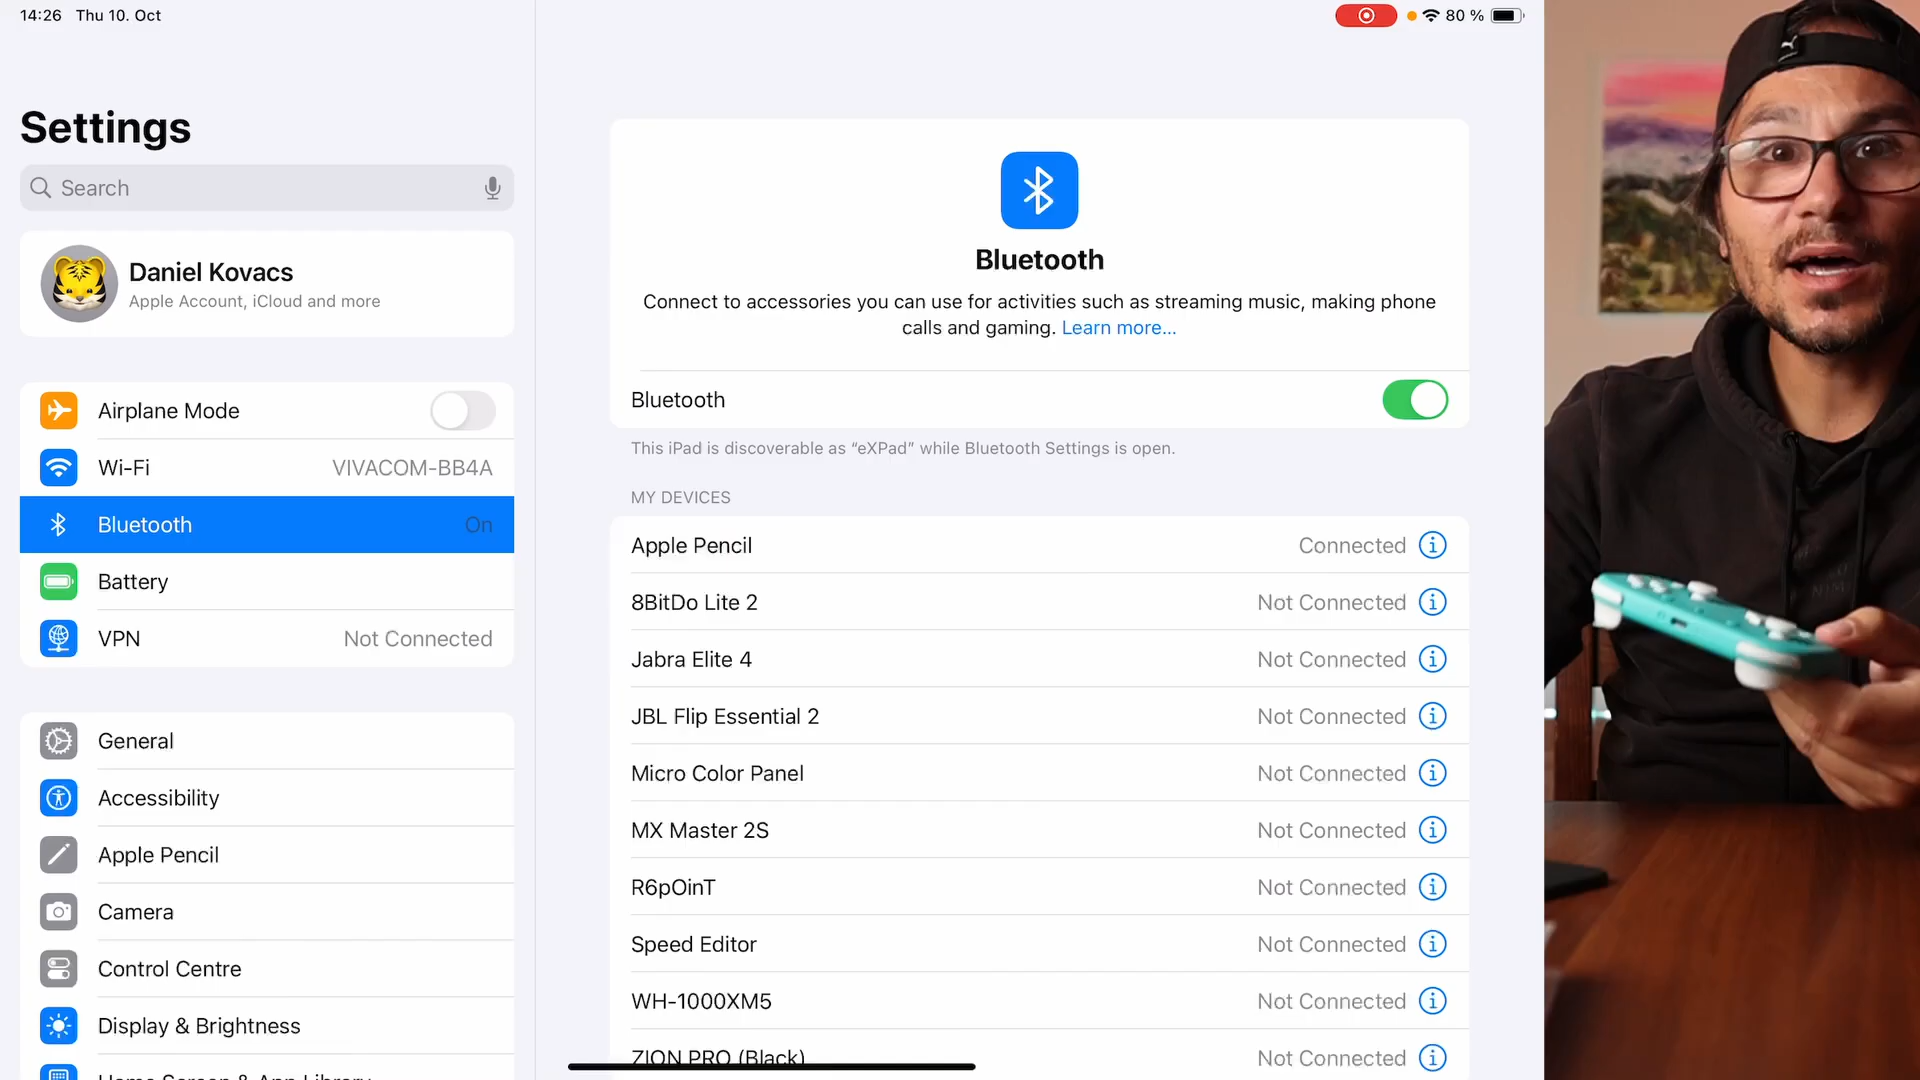 14:26 Thu 10. Oct
80 %
Settings
Search
Daniel Kovacs
Apple Account, iCloud and more
Airplane Mode
Wi-Fi VIVACOM-BB4A
Bluetooth On
Battery
VPN Not Connected
General
Accessibility
Apple Pencil
Camera
Control Centre
Display & Brightness
Home Screen & App Library
Bluetooth
Connect to accessories you can use for activities such as streaming music, making phone
calls and gaming. Learn more...
Bluetooth
This iPad is discoverable as “eXPad” while Bluetooth Settings is open.
MY DEVICES
Apple Pencil Connected
8BitDo Lite 2 Not Connected
Jabra Elite 4 Not Connected
JBL Flip Essential 2 Not Connected
Micro Color Panel Not Connected
MX Master 2S Not Connected
R6pOinT Not Connected
Speed Editor Not Connected
WH-1000XM5 Not Connected
ZION PRO (Black) Not Connected